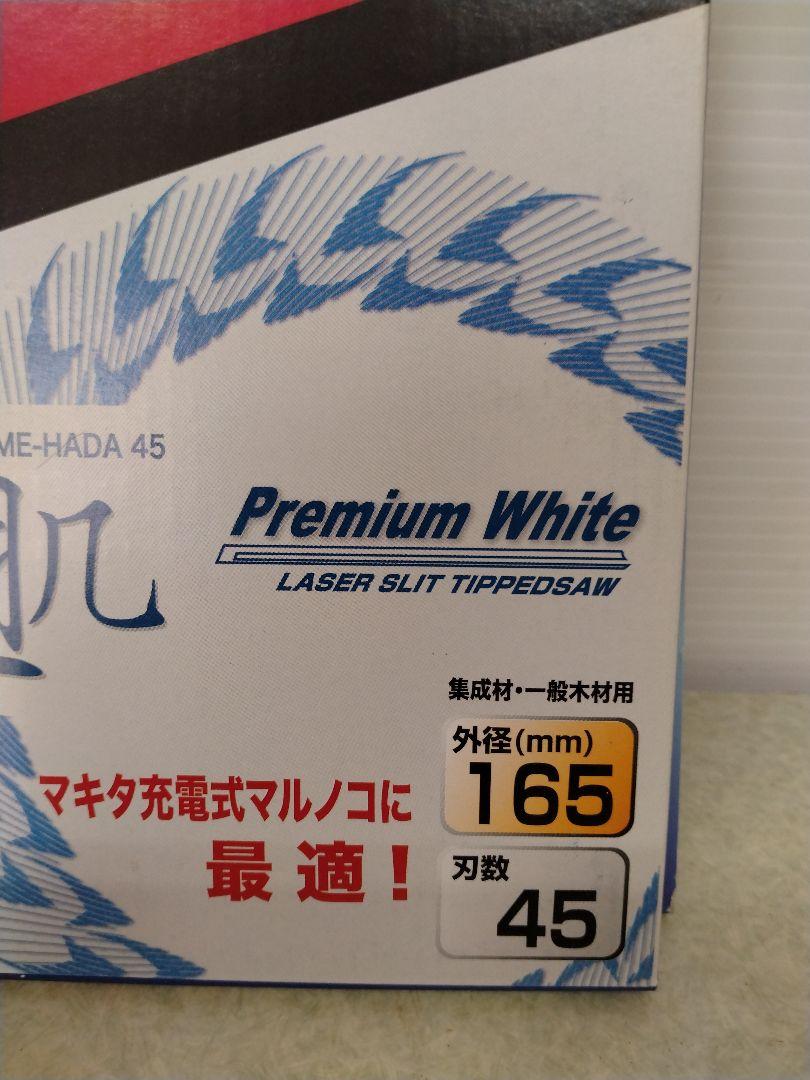 ME-HADA 45
肌
Premium White
LASER SLIT TIPPEDSAW
集成材・一般木材用
外径(mm)
165
マキタ充電式マルノコに
最適！
刃数
45